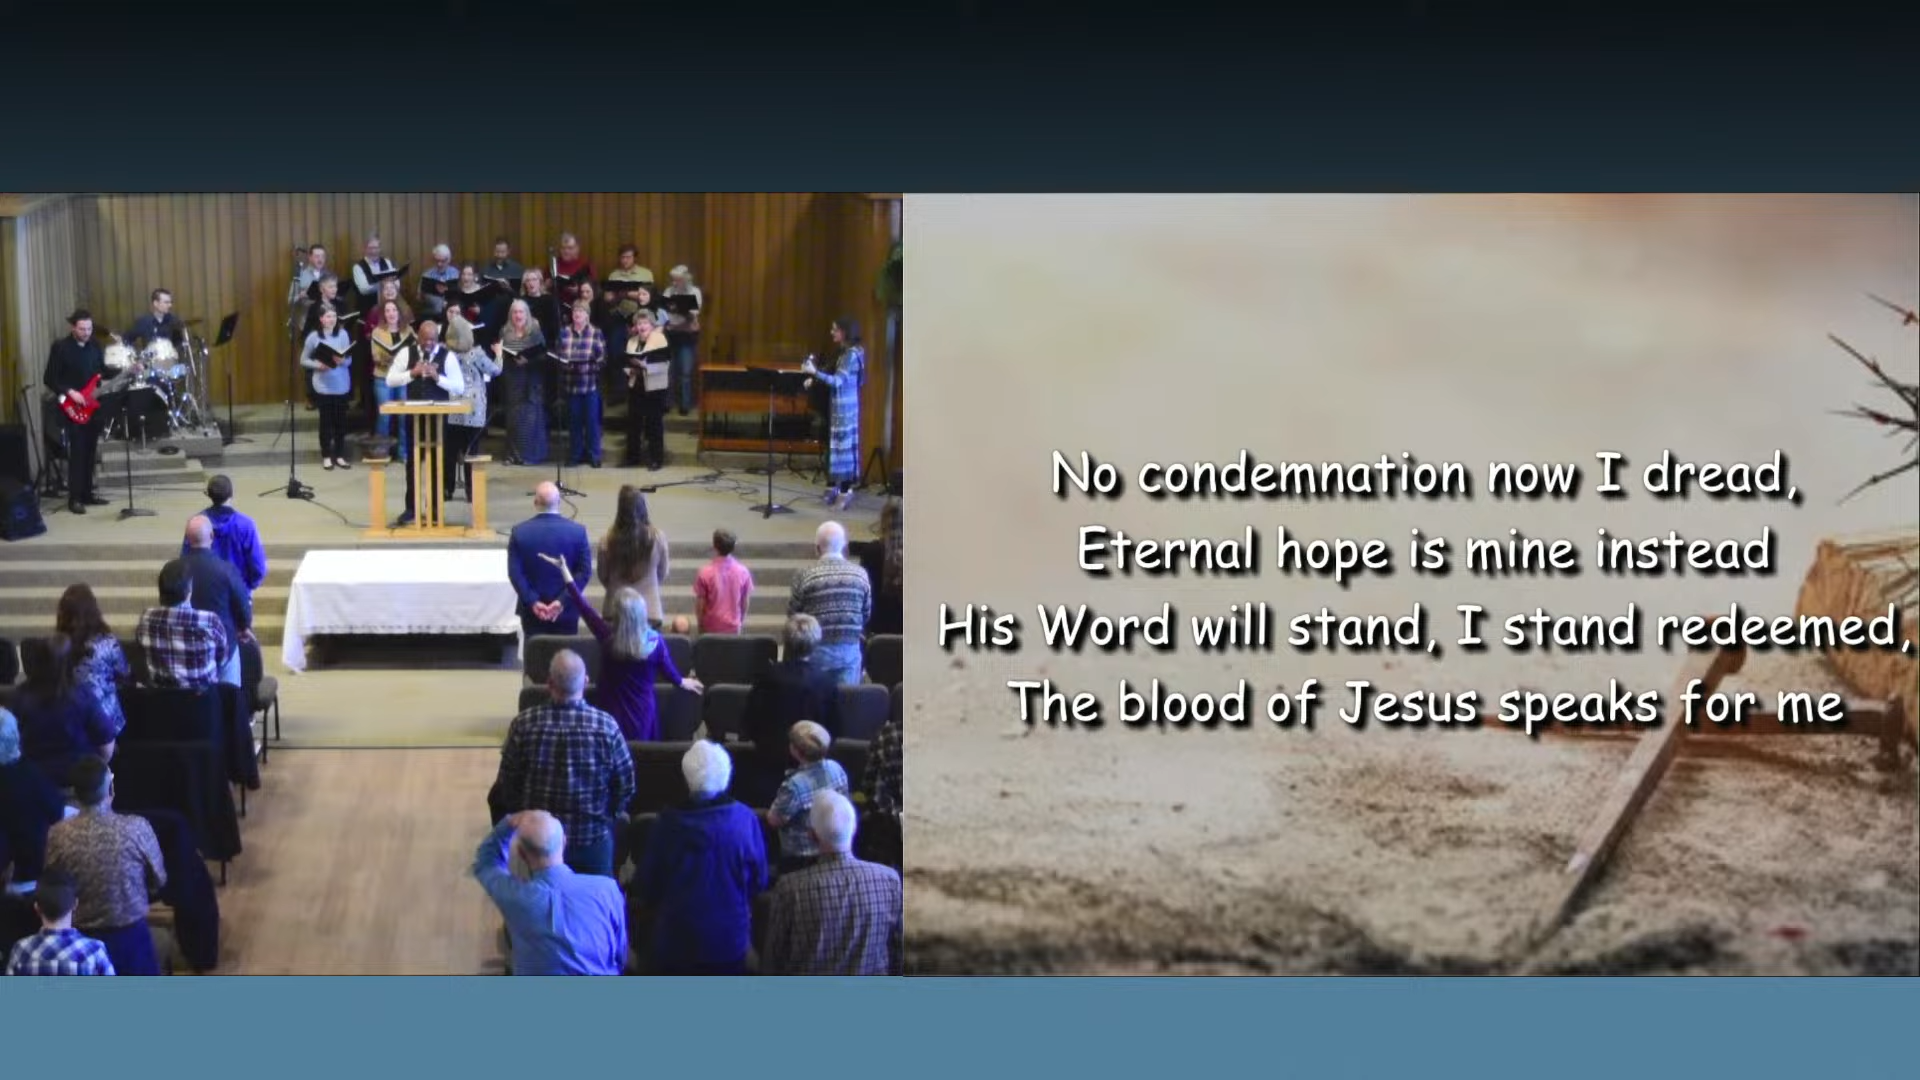 No condemnation now I dread,
Eternal hope is mine instead
His Word will stand, I stand redeemed,
The blood of Jesus speaks for me